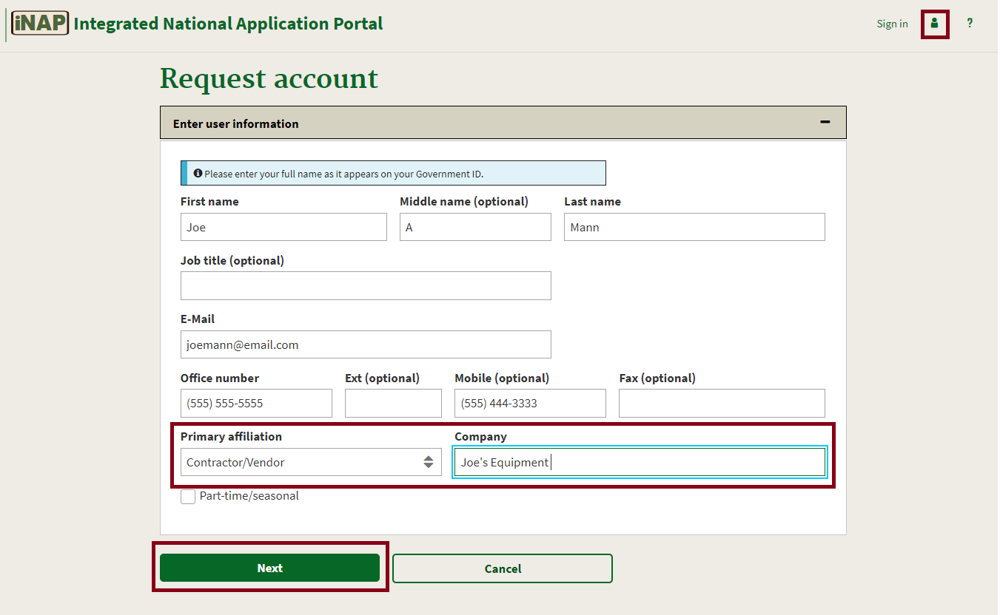 iNAP Integrated National Application Portal Sign in ?
Request account
Enter user information
Please enter your full name as it appears on your Government ID.
First name Middle name (optional) Last name
Joe A Mann
Job title (optional)
E-Mail
joemann@email.com
Office number Ext (optional) Mobile (optional) Fax (optional)
(555) 555-5555 (555) 444-3333
Primary affiliation Company
Contractor/Vendor Joe's Equipment
Part-time/seasonal
Next Cancel